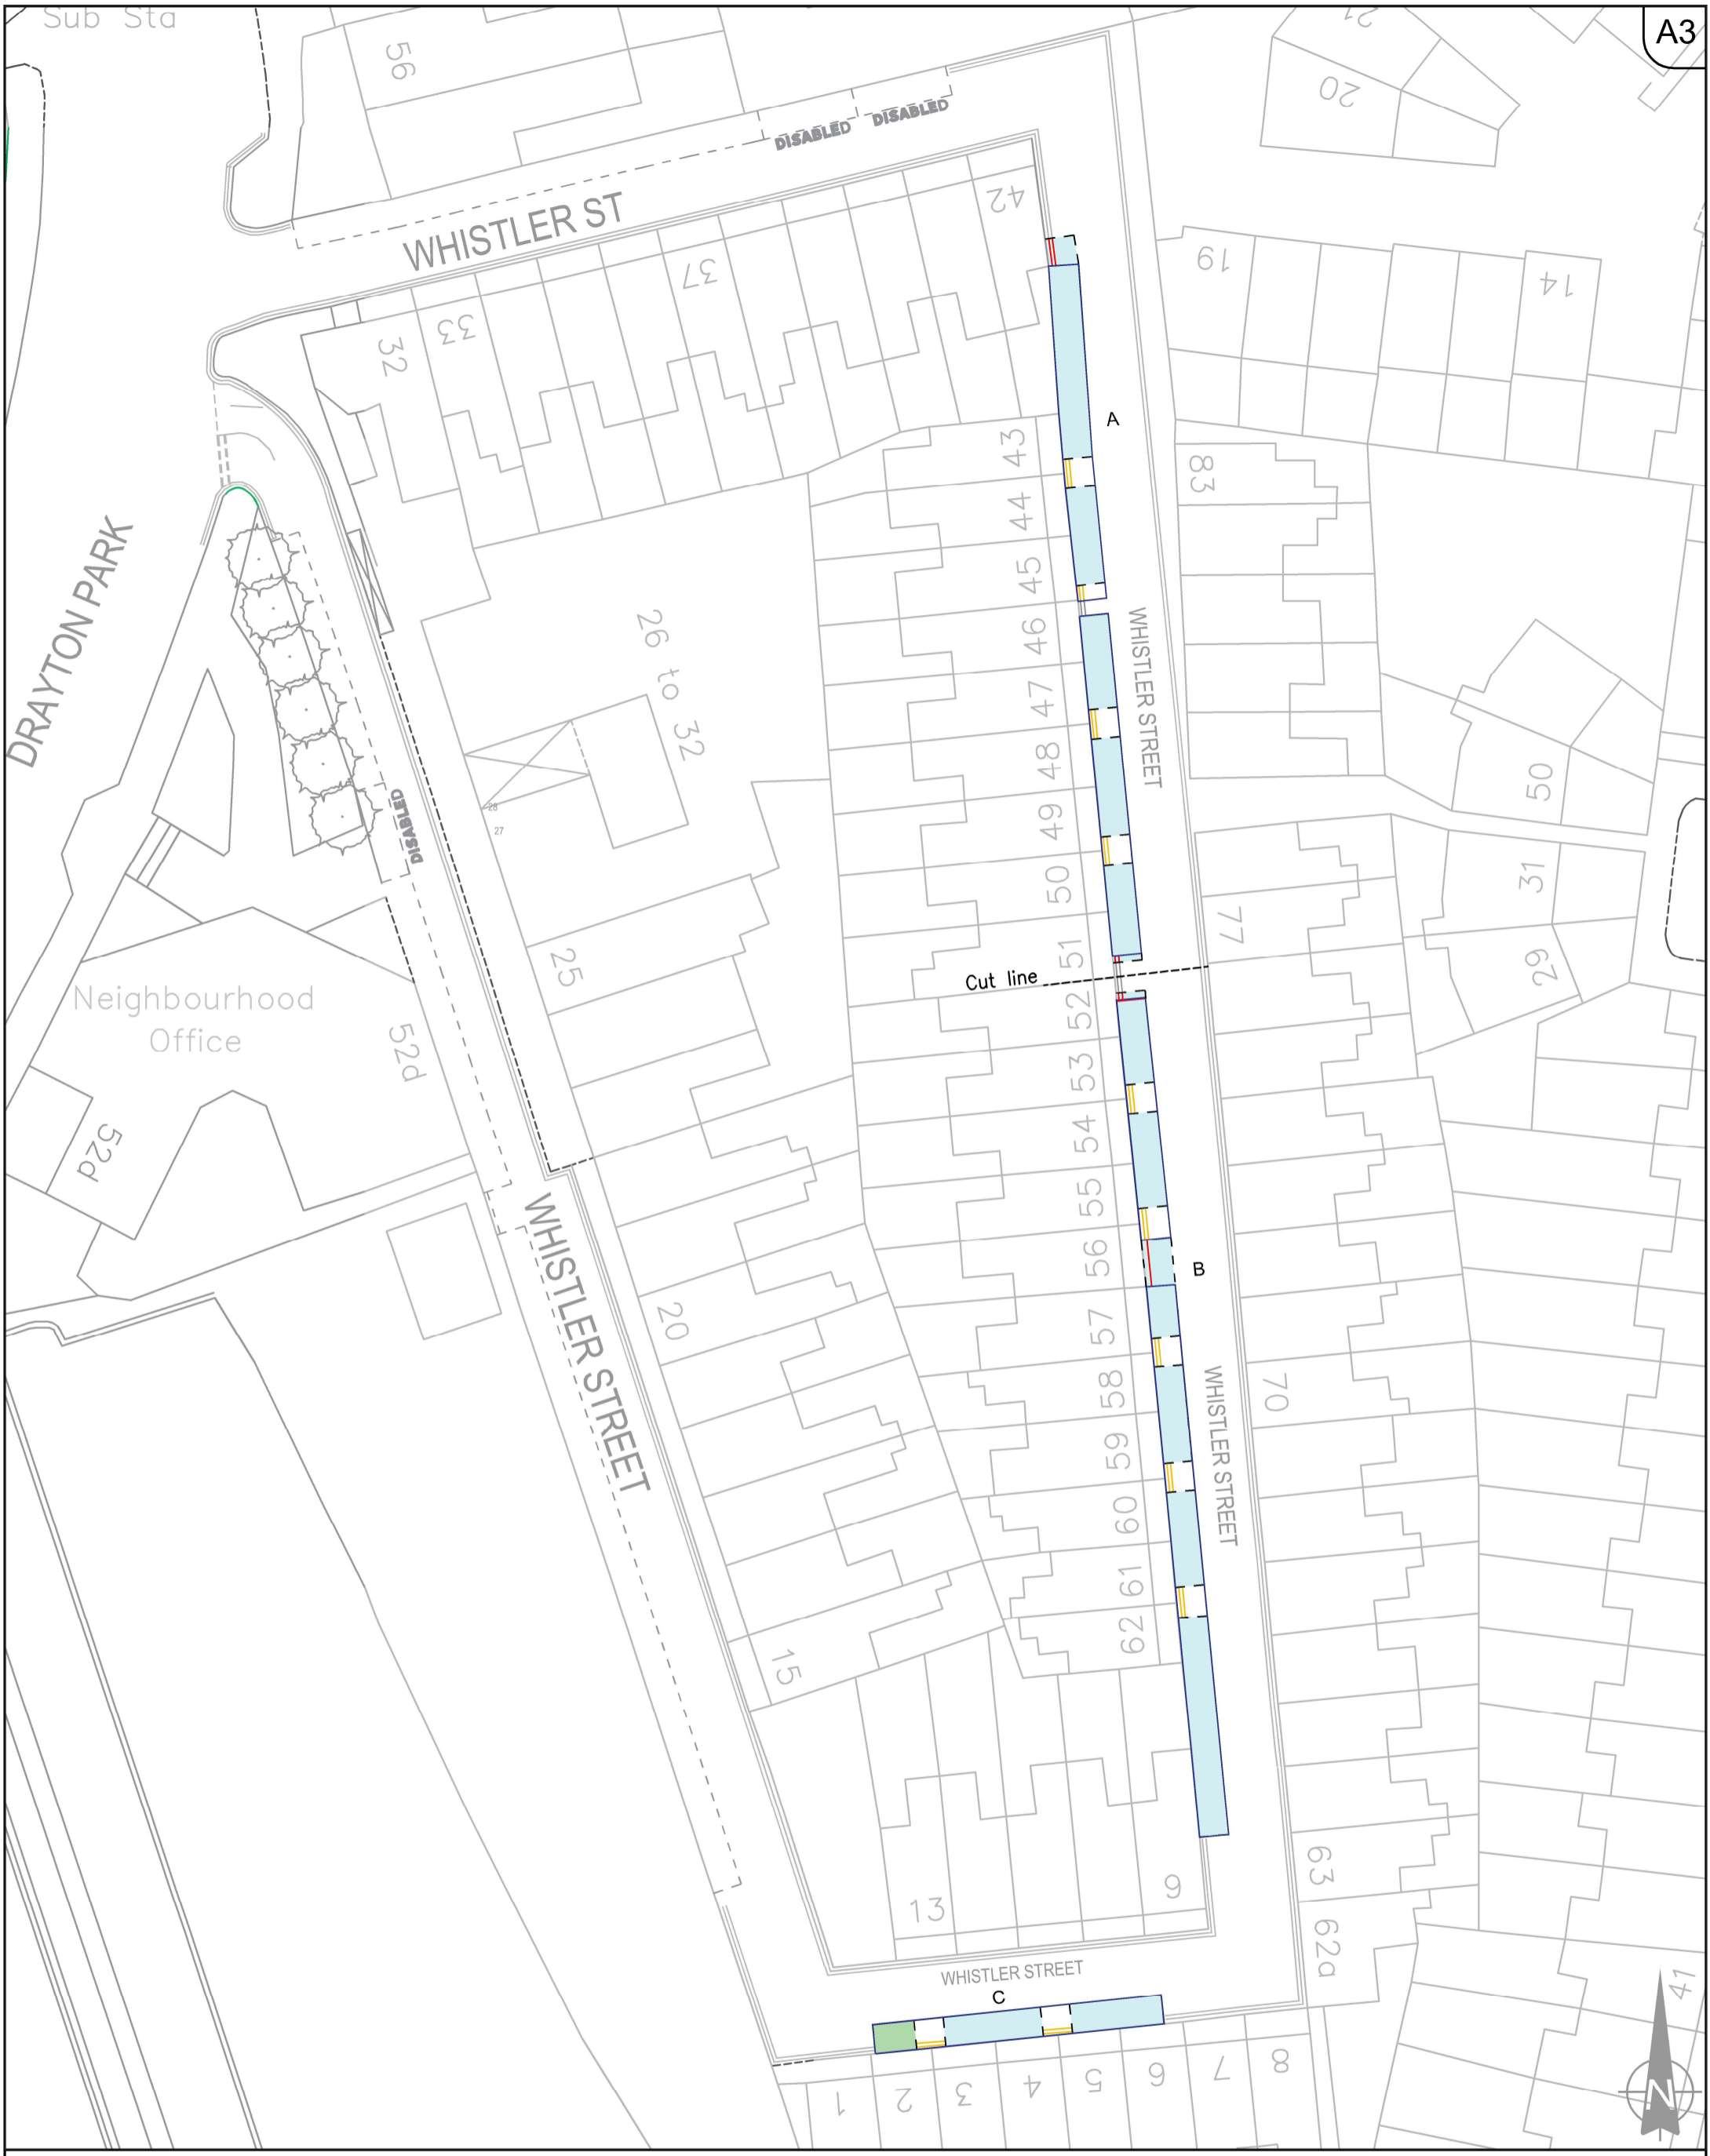 Sub Sta
A3
56
21
20
DISABLED
DISABLED
WHISTLER ST
42
37
33
32
19
14
A
43
83
44
45
46
47
48
49
50
51
WHISTLER STREET
DRAYTON PARK
26 to 32
28
27
DISABLED
50
31
29
77
25
Cut line
Neighbourhood
Office
52d
52d
52
53
54
55
56
57
58
59
60
61
62
B
WHISTLER STREET
WHISTLER STREET
20
70
15
13
9
63
62a
41
WHISTLER STREET
C
1
2
3
4
5
6
7
8
N